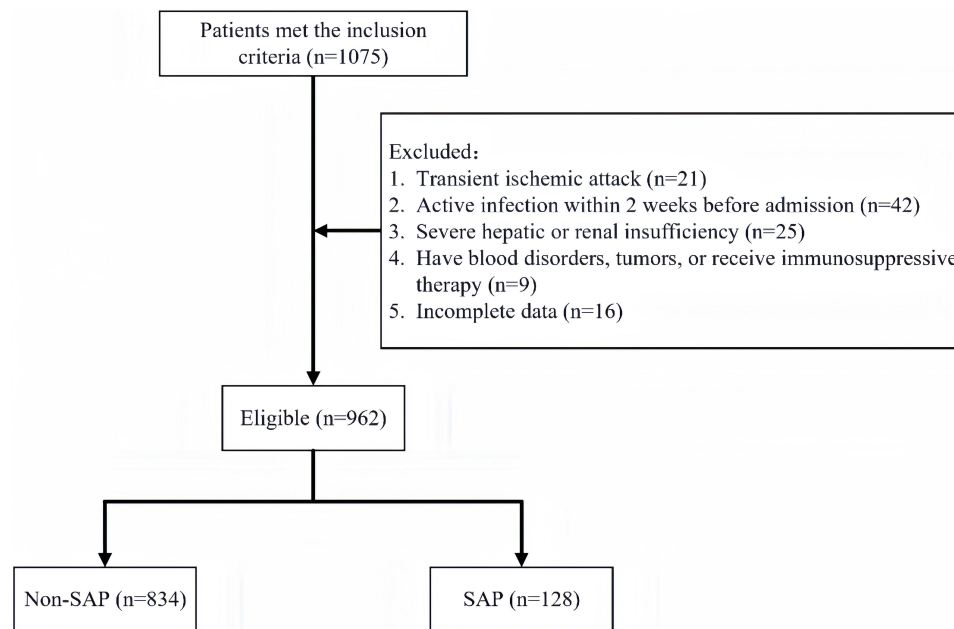 Patients met the inclusion
criteria (n=1075)
Excluded：
1. Transient ischemic attack (n=21)
2. Active infection within 2 weeks before admission (n=42)
3. Severe hepatic or renal insufficiency (n=25)
4. Have blood disorders, tumors, or receive immunosuppressive
therapy (n=9)
5. Incomplete data (n=16)
Eligible (n=962)
Non-SAP (n=834)
SAP (n=128)